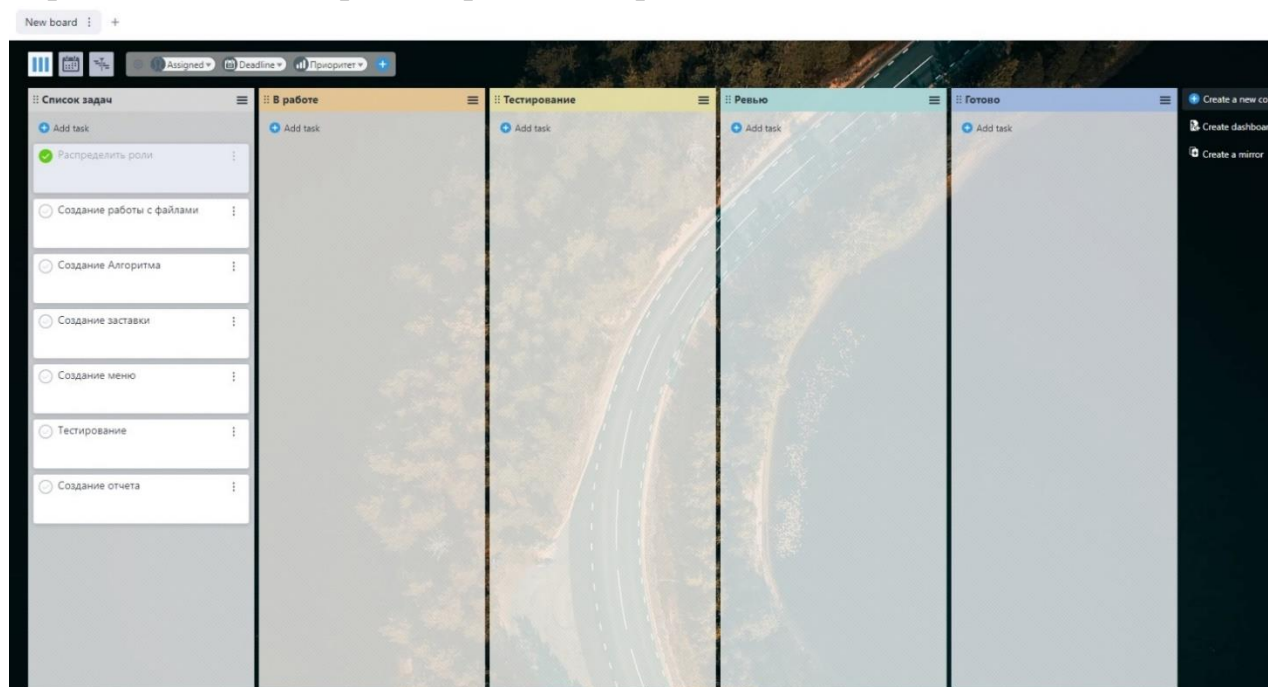 New board
Assigned
Deadline
Приоритет
Список задач
В работе
Тестирование
Ревью
Готово
Create a new co
Add task
Add task
Add task
Add task
Add task
Create dashboar
Распределить роли
Create a mirror
Создание работы с файлами
Создание Алгоритма
Создание заставки
Создание меню
Тестирование
Создание отчета